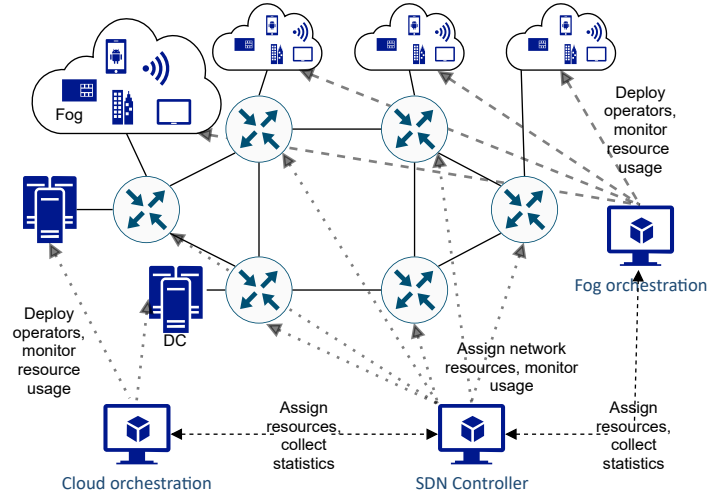 Fog
Deploy
operators,
monitor
resource
usage
Fog orchestration
Deploy
operators,
monitor
resource
usage
DC
Assign network
resources, monitor
usage
Assign
resources,
collect
statistics
Assign
resources,
collect
statistics
Cloud orchestration
SDN Controller